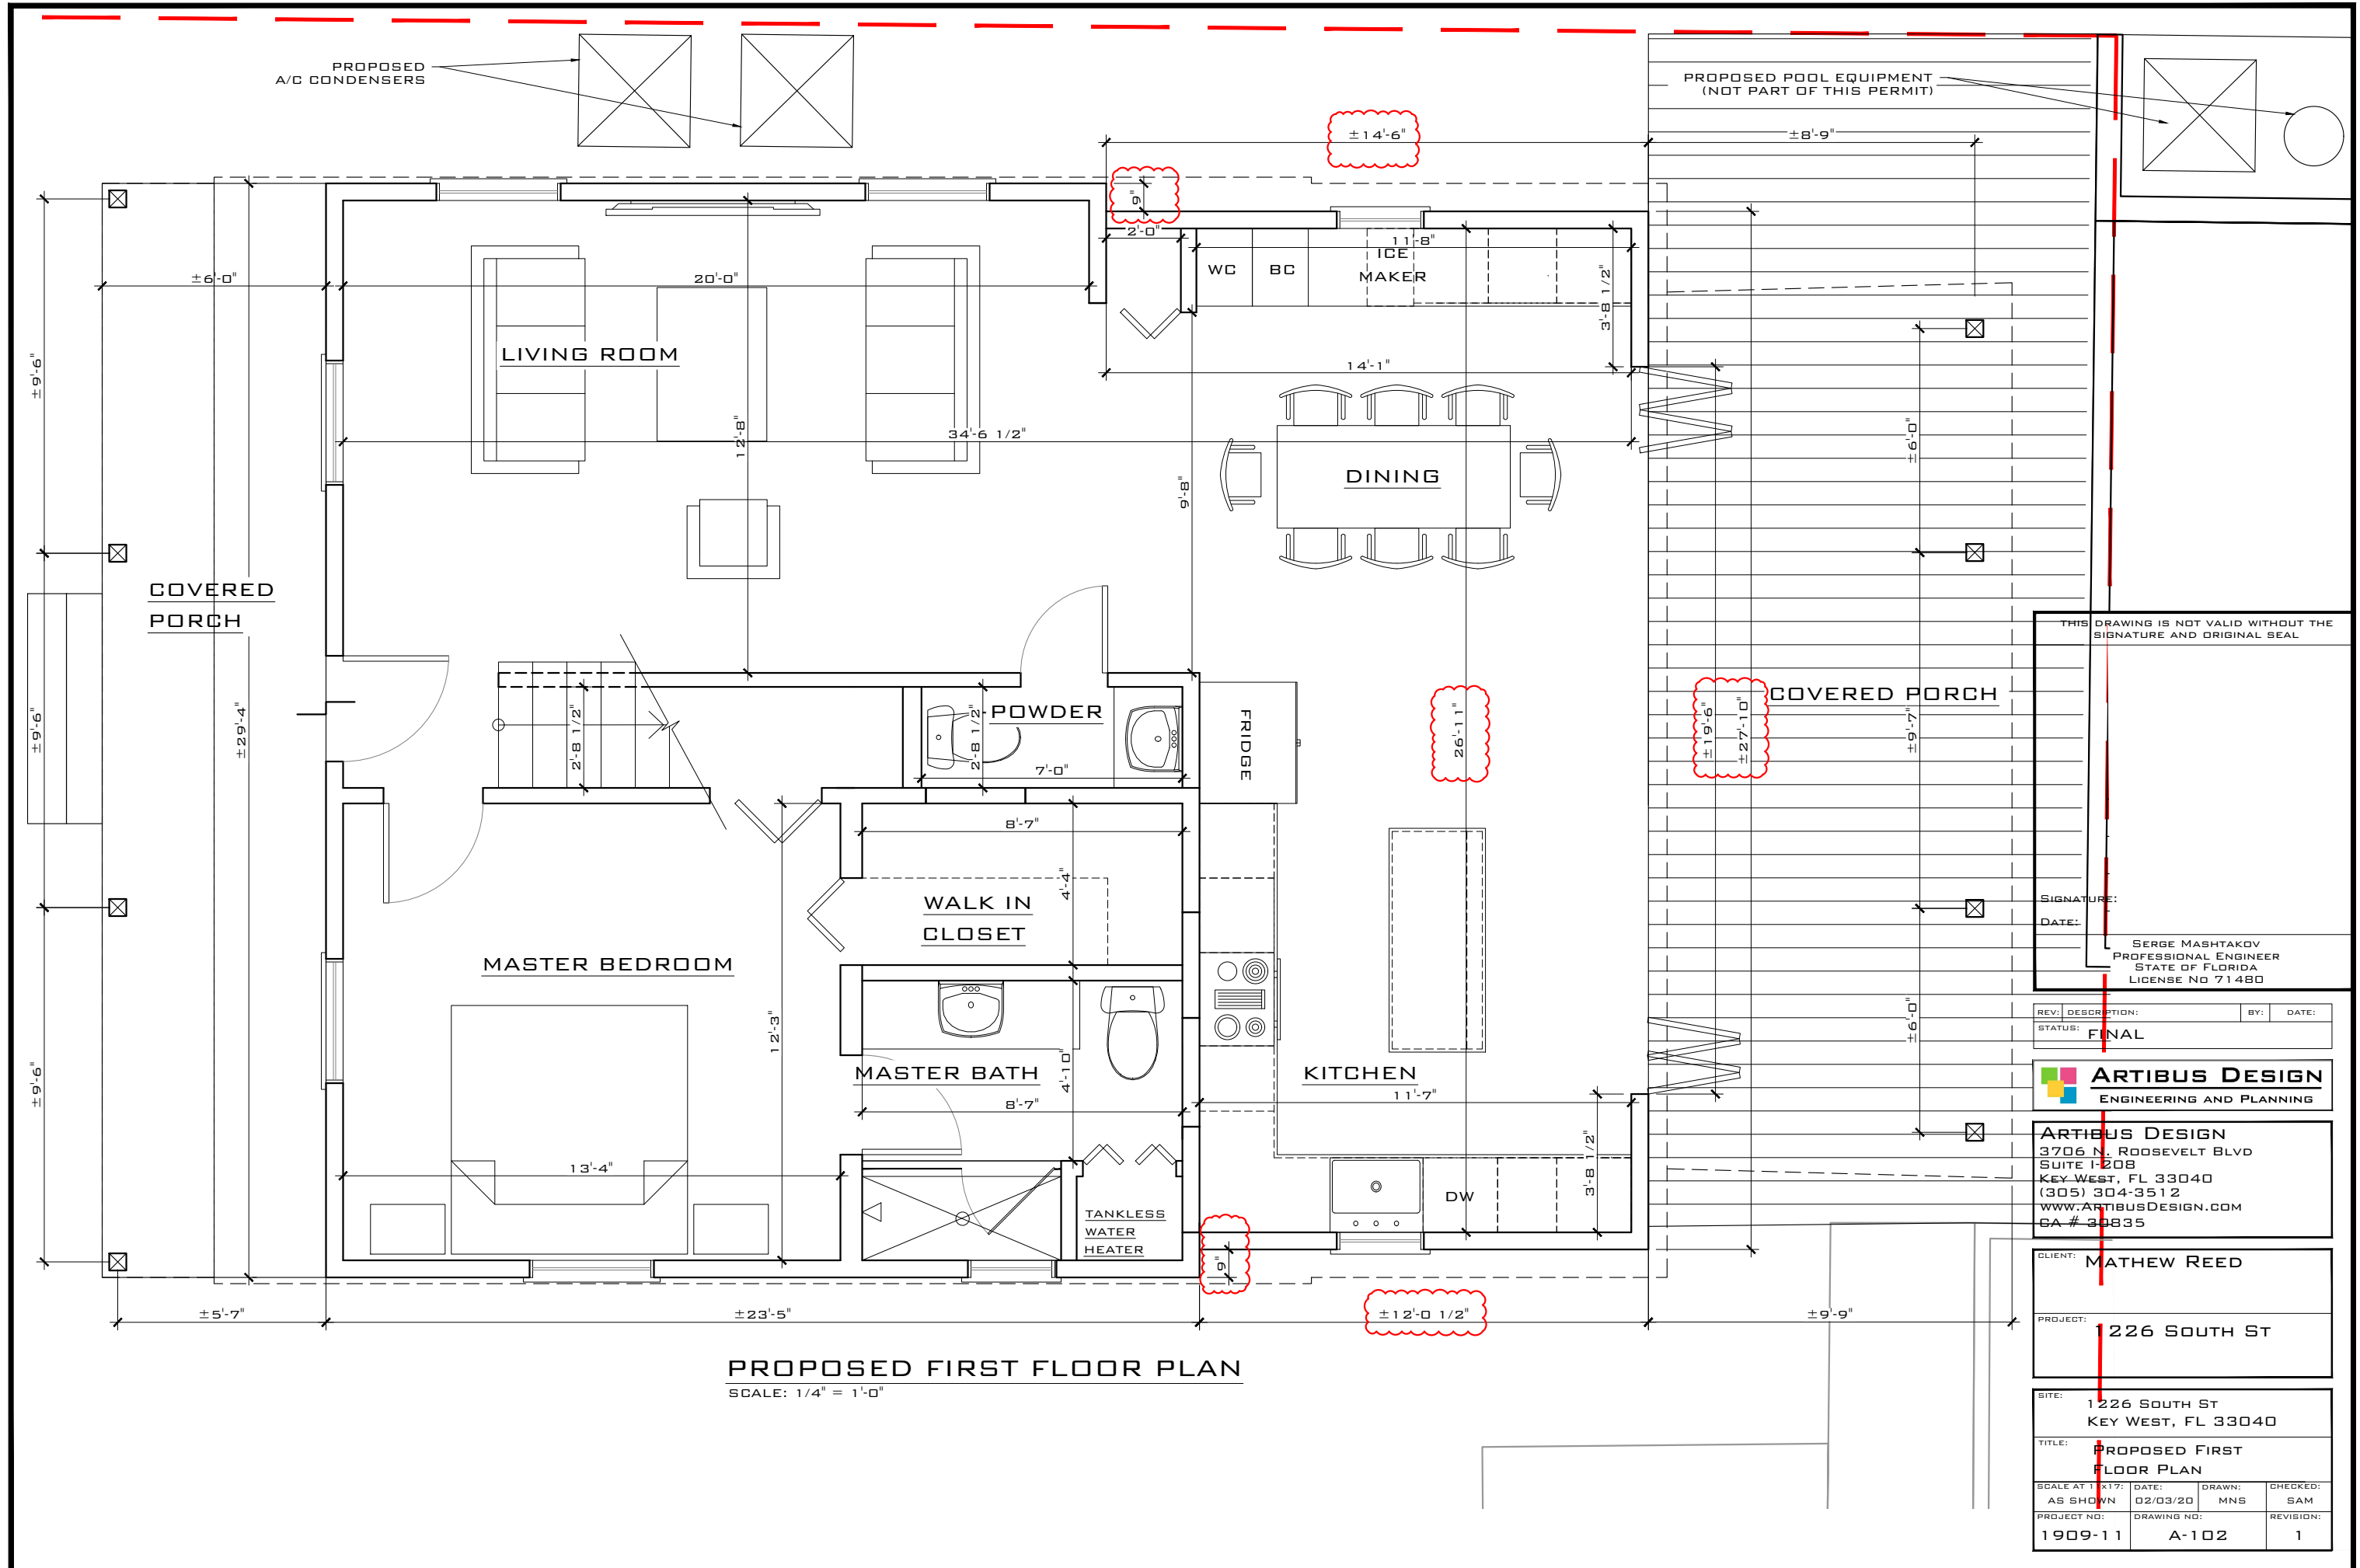 PROPOSED
A/C CONDENSERS
PROPOSED POOL EQUIPMENT
(NOT PART OF THIS PERMIT)
±14'-6"
±8'-9"
9"
2'-0"
11'-8"
WC
BC
ICE
MAKER
3'-8 1/2"
±6'-0"
20'-0"
±9'-6"
LIVING ROOM
14'-1"
12'-8"
34'-6 1/2"
±6'-0"
DINING
9'-8"
COVERED
PORCH
THIS DRAWING IS NOT VALID WITHOUT THE
SIGNATURE AND ORIGINAL SEAL
±9'-6"
±29'-4"
2'-8 1/2"
2'-8 1/2"
POWDER
7'-0"
FRIDGE
26'-11"
±19'-6"
±27'-10"
COVERED PORCH
±9'-7"
8'-7"
4'-4"
WALK IN
CLOSET
MASTER BEDROOM
SIGNATURE:
DATE:
SERGE MASHTAKOV
PROFESSIONAL ENGINEER
STATE OF FLORIDA
LICENSE NO 71480
12'-3"
±9'-6"
MASTER BATH
4'-10"
8'-7"
KITCHEN
11'-7"
±6'-0"
REV:
DESCRIPTION:
BY:
DATE:
STATUS:
FINAL
ARTIBUS DESIGN
ENGINEERING AND PLANNING
13'-4"
3'-8 1/2"
DW
TANKLESS
WATER
HEATER
9"
ARTIBUS DESIGN
3706 N. ROOSEVELT BLVD
SUITE I-208
KEY WEST, FL 33040
(305) 304-3512
WWW.ARTIBUSDESIGN.COM
CA # 30835
±5'-7"
±23'-5"
±12'-0 1/2"
±9'-9"
CLIENT:
MATHEW REED
PROJECT:
1226 SOUTH ST
PROPOSED FIRST FLOOR PLAN
SCALE: 1/4" = 1'-0"
SITE:
1226 SOUTH ST
KEY WEST, FL 33040
TITLE:
PROPOSED FIRST
FLOOR PLAN
SCALE AT 11x17:
DATE:
DRAWN:
CHECKED:
AS SHOWN
02/03/20
MNS
SAM
PROJECT NO:
DRAWING NO:
REVISION:
1909-11
A-102
1